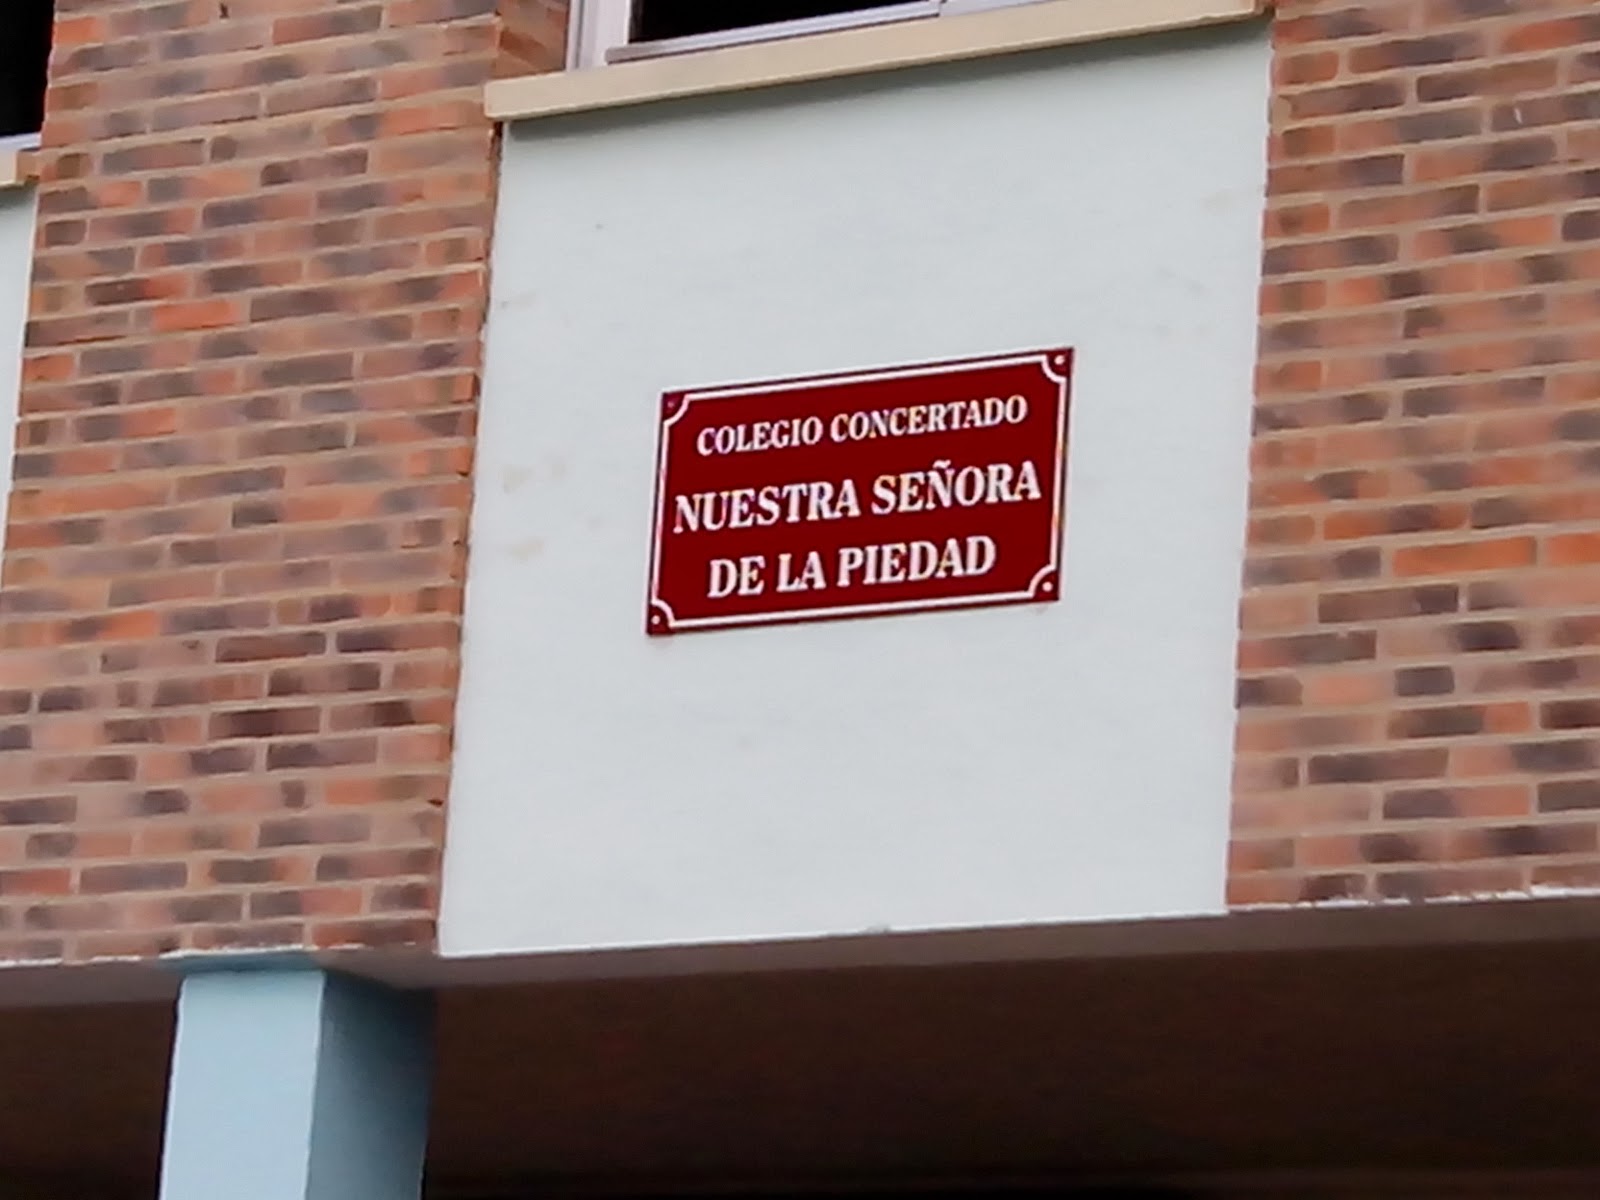 COLEGIO CONCERTADO
NUESTRA SEÑORA
DE LA PIEDAD